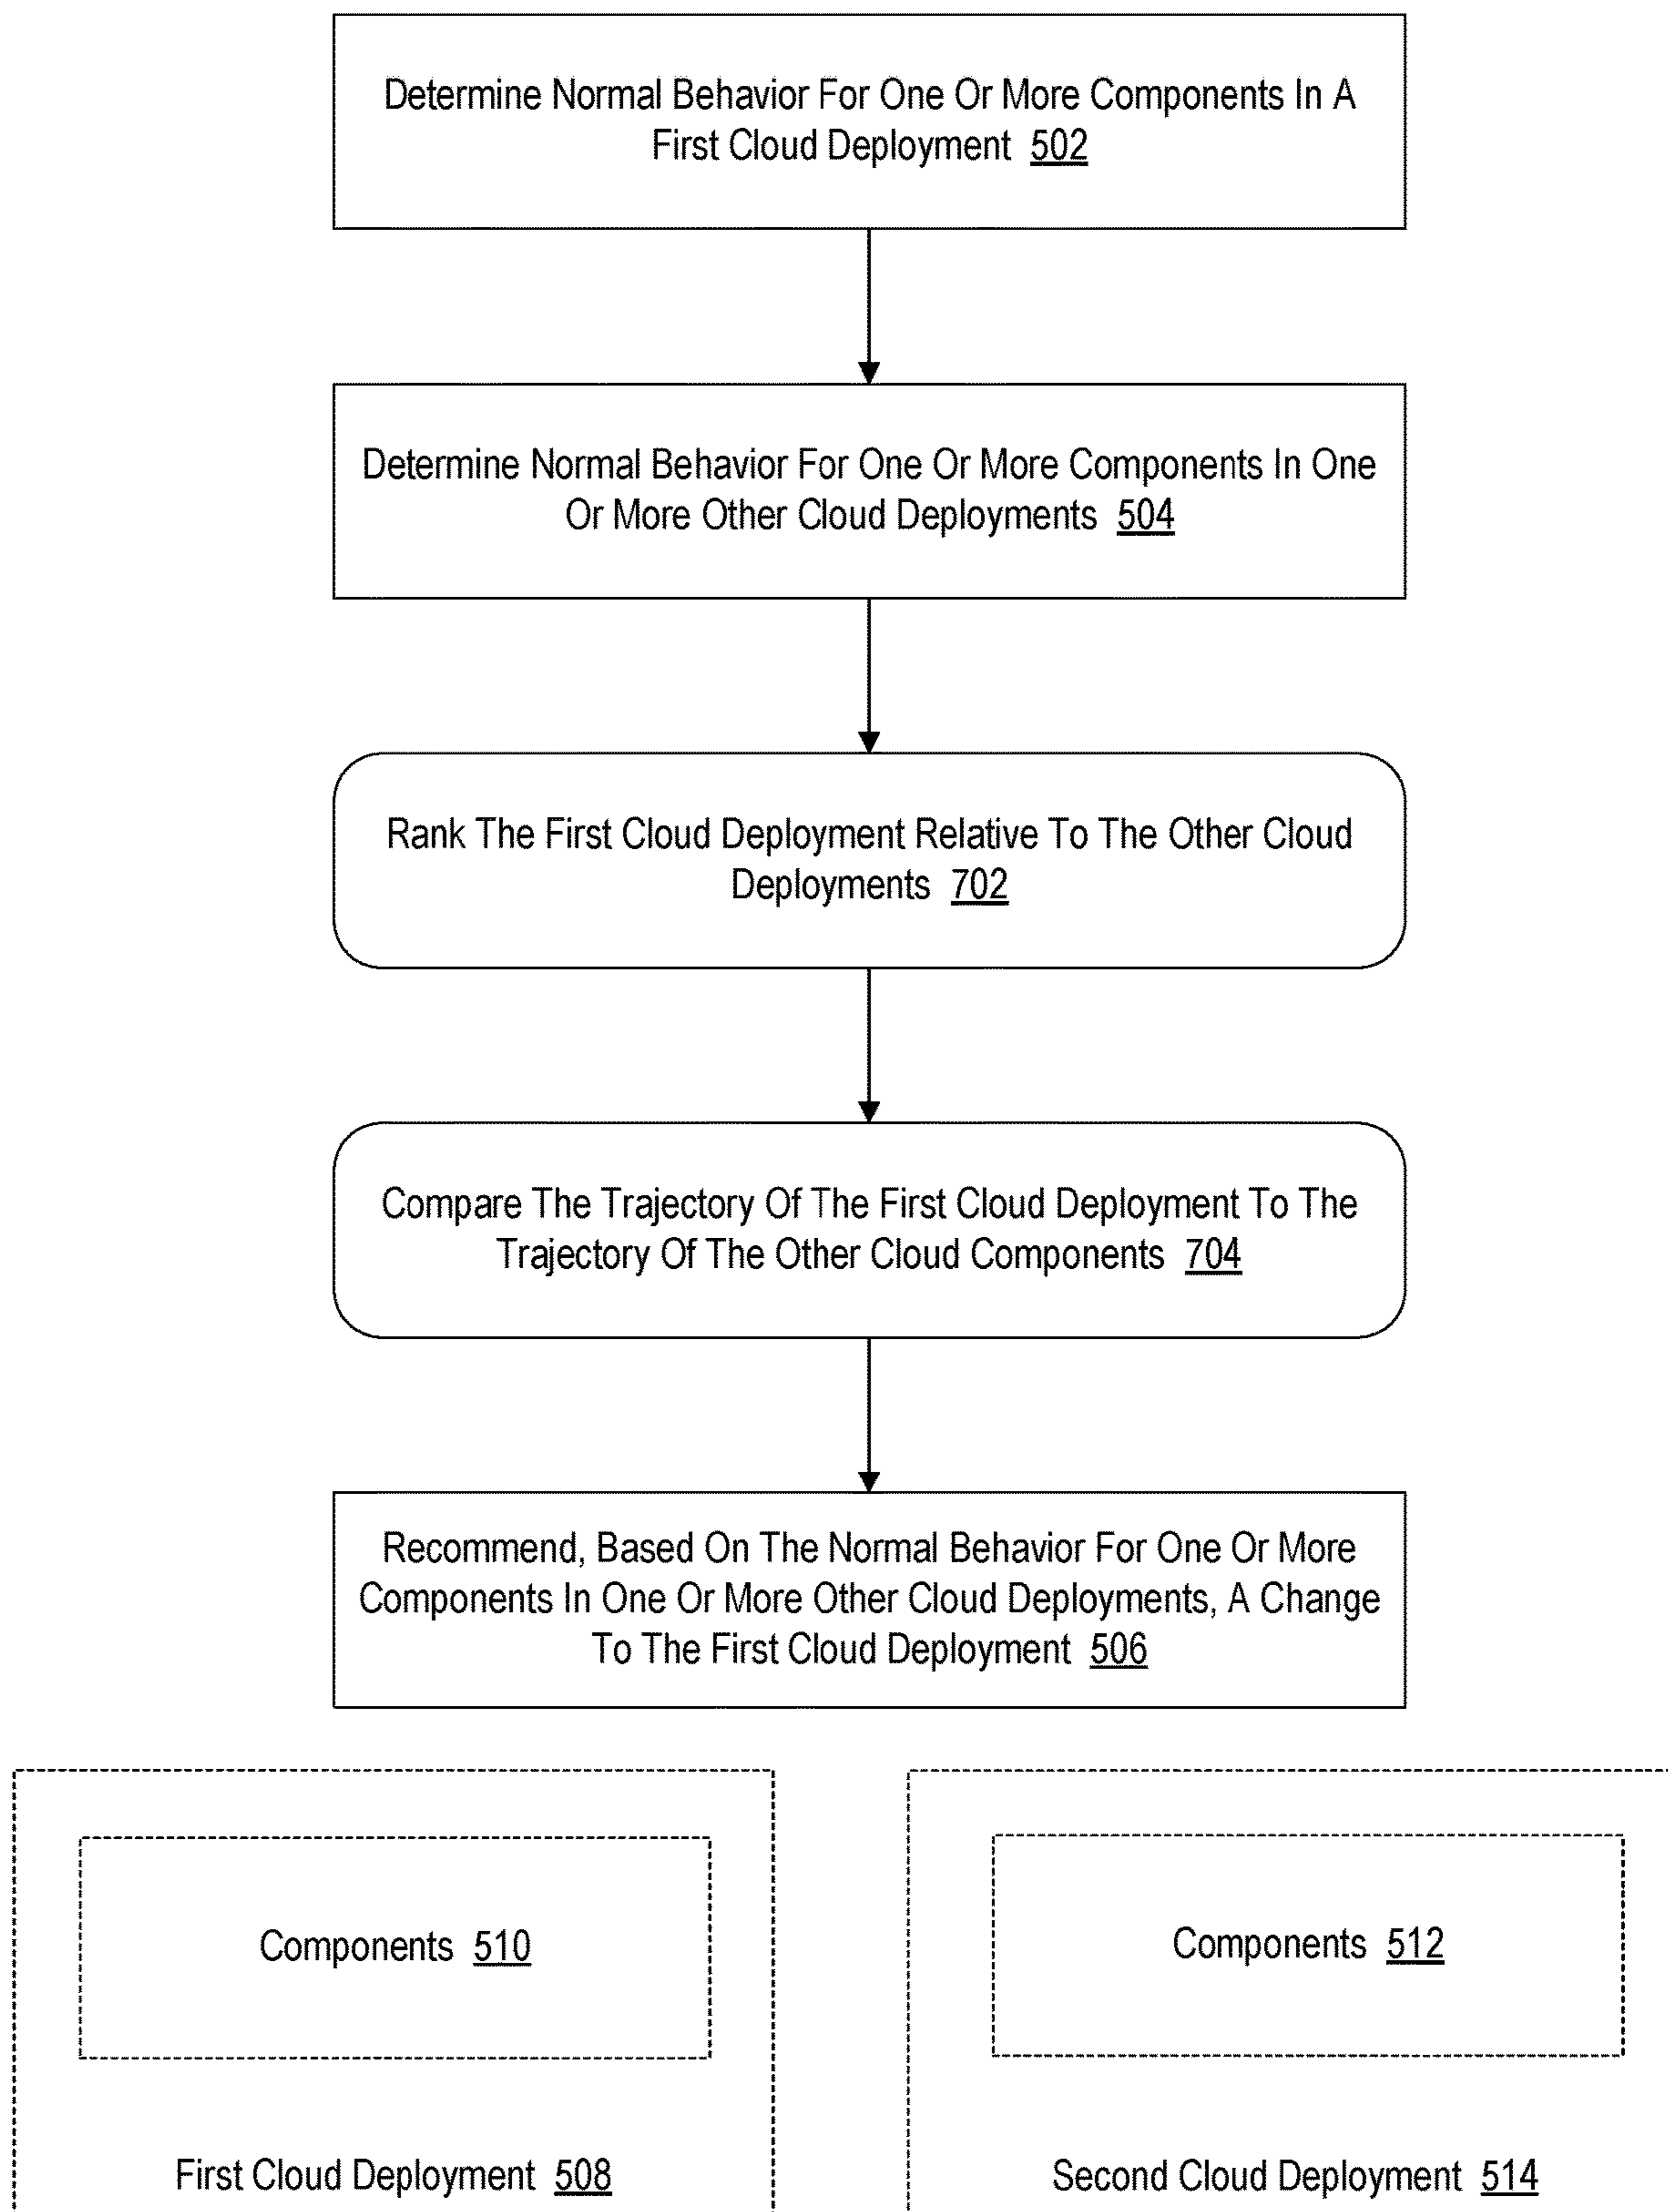 Determine Normal Behavior For One Or More Components In A
First Cloud Deployment 502
Determine Normal Behavior For One Or More Components In One
Or More Other Cloud Deployments 504
Rank The First Cloud Deployment Relative To The Other Cloud
Deployments 702
Compare The Trajectory Of The First Cloud Deployment To The
Trajectory Of The Other Cloud Components 704
Recommend, Based On The Normal Behavior For One Or More
Components In One Or More Other Cloud Deployments, A Change
To The First Cloud Deployment 506
Components 510
First Cloud Deployment 508
Components 512
Second Cloud Deployment 514